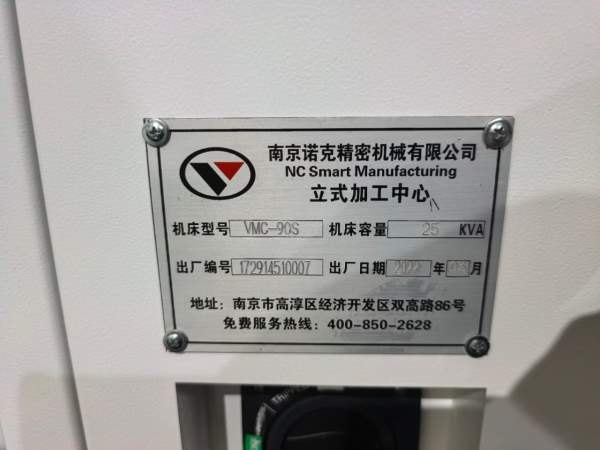 南京诺克精密机械有限公司
NC Smart Manufacturing
立式加工中心
机床型号 VMC-90S 机床容量 25 KVA
出厂编号 172914510007 出厂日期 2022 年 月
地址: 南京市高淳区经济开发区双高路86号
免费服务热线: 400-850-2628